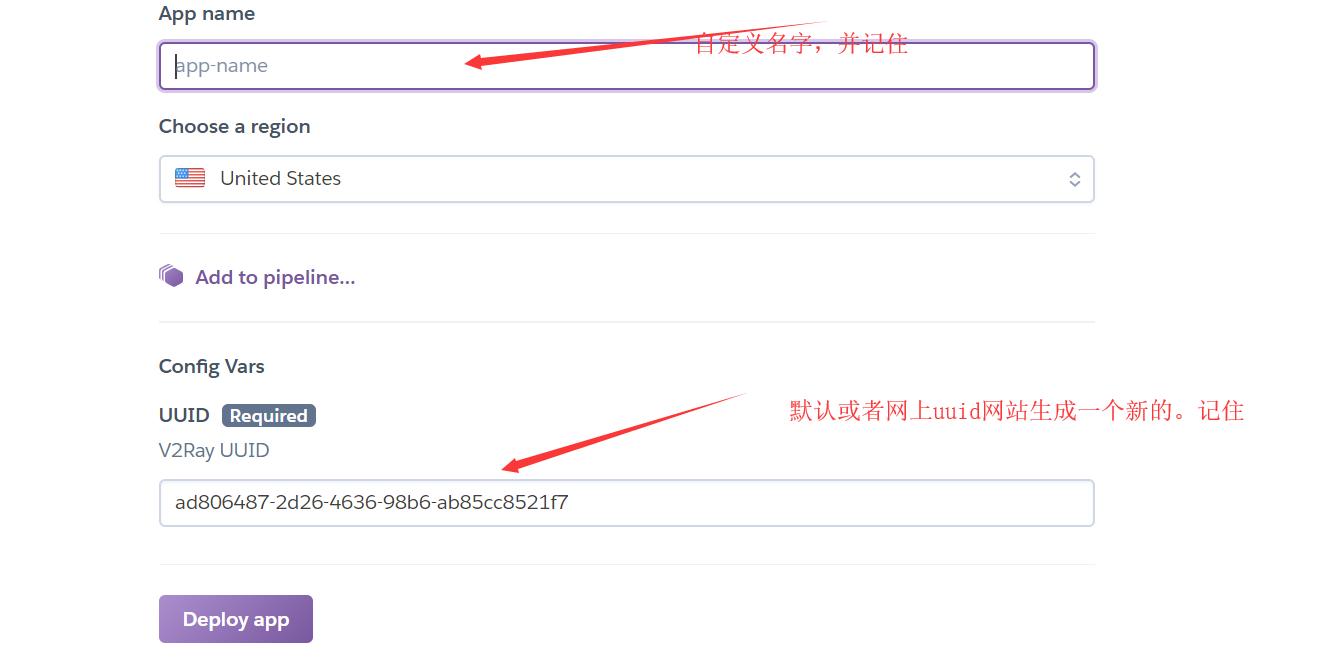 App name
自定义名字，并记住
app-name
Choose a region
United States
Add to pipeline...
Config Vars
UUID Required
默认或者网上uuid网站生成一个新的。记住
V2Ray UUID
ad806487-2d26-4636-98b6-ab85cc8521f7
Deploy app